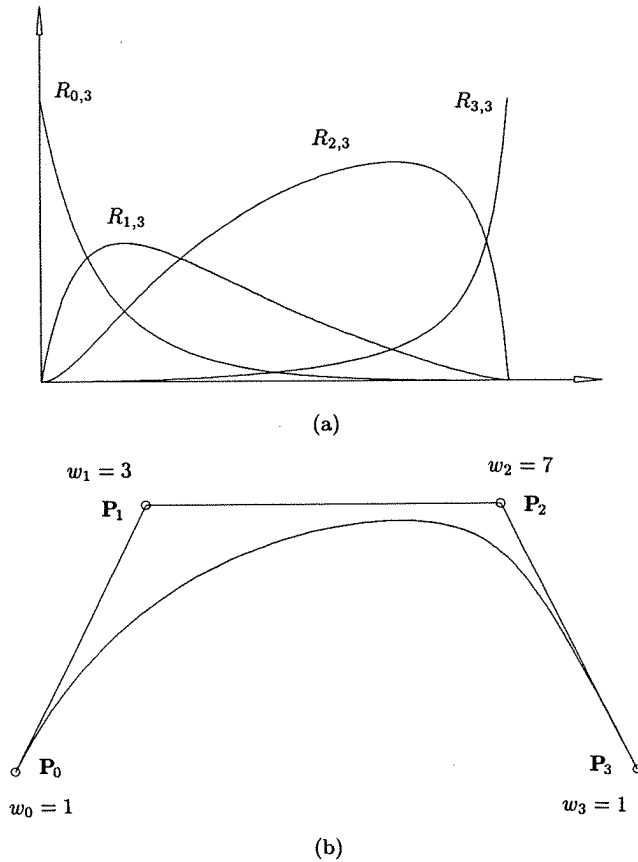 R0,3
R3,3
R2,3
R1,3
(a)
w1 = 3
w2 = 7
P1
P2
P0
P3
w0 = 1
w3 = 1
(b)